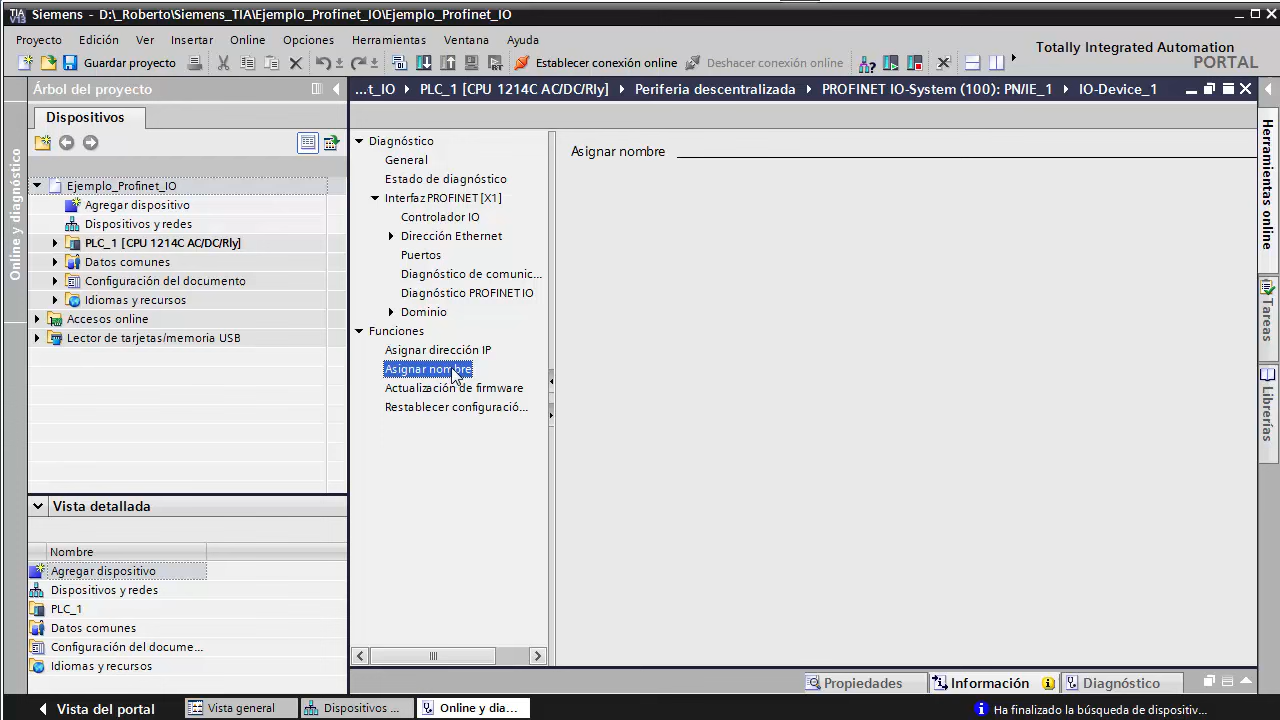 TIA
V13
Siemens - D:\_Roberto\Siemens_TIA\Ejemplo_Profinet_IO\Ejemplo_Profinet_IO
Proyecto Edición Ver Insertar Online Opciones Herramientas Ventana Ayuda
Totally Integrated Automation
PORTAL
Guardar proyecto
Establecer conexión online
Deshacer conexión online
Árbol del proyecto
...t_IO PLC_1 [CPU 1214C AC/DC/Rly] Periferia descentralizada PROFINET IO-System (100): PN/IE_1 IO-Device_1
Dispositivos
Online y diagnóstico
Ejemplo_Profinet_IO
Agregar dispositivo
Dispositivos y redes
PLC_1 [CPU 1214C AC/DC/Rly]
Datos comunes
Configuración del documento
Idiomas y recursos
Accesos online
Lector de tarjetas/memoria USB
Diagnóstico
General
Estado de diagnóstico
Interfaz PROFINET [X1]
Controlador IO
Dirección Ethernet
Puertos
Diagnóstico de comunic...
Diagnóstico PROFINET IO
Dominio
Funciones
Asignar dirección IP
Asignar nombre
Actualización de firmware
Restablecer configuració...
Asignar nombre
Herramientas online
Tareas
Librerías
Vista detallada
Nombre
Agregar dispositivo
Dispositivos y redes
PLC_1
Datos comunes
Configuración del docume...
Idiomas y recursos
Propiedades Información Diagnóstico
Vista del portal Vista general Dispositivos ... Online y dia... Ha finalizado la búsqueda de dispositiv...